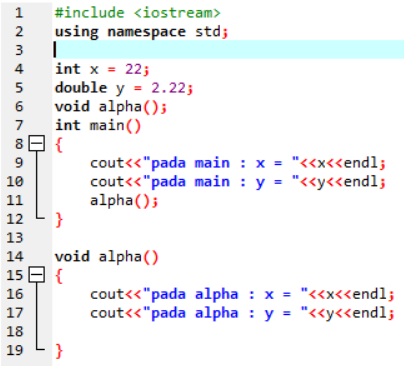 1 #include <iostream>
2 using namespace std;
3
4 int x = 22;
5 double y = 2.22;
6 void alpha();
7 int main()
8 {
9 cout<<"pada main : x = "<<x<<endl;
10 cout<<"pada main : y = "<<y<<endl;
11 alpha();
12 }
13
14 void alpha()
15 {
16 cout<<"pada alpha : x = "<<x<<endl;
17 cout<<"pada alpha : y = "<<y<<endl;
18
19 }